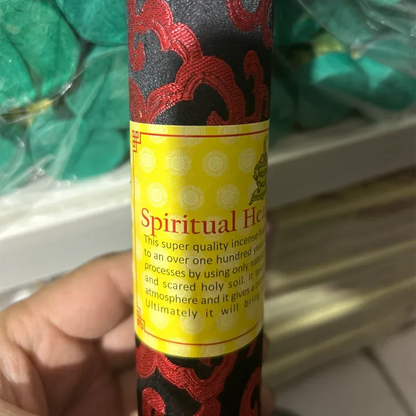 Spiritual He
This super quality incense
to an over one hundred
processes by using only
and scared holy soil. It
atmosphere and it gives a
Ultimately it will bring